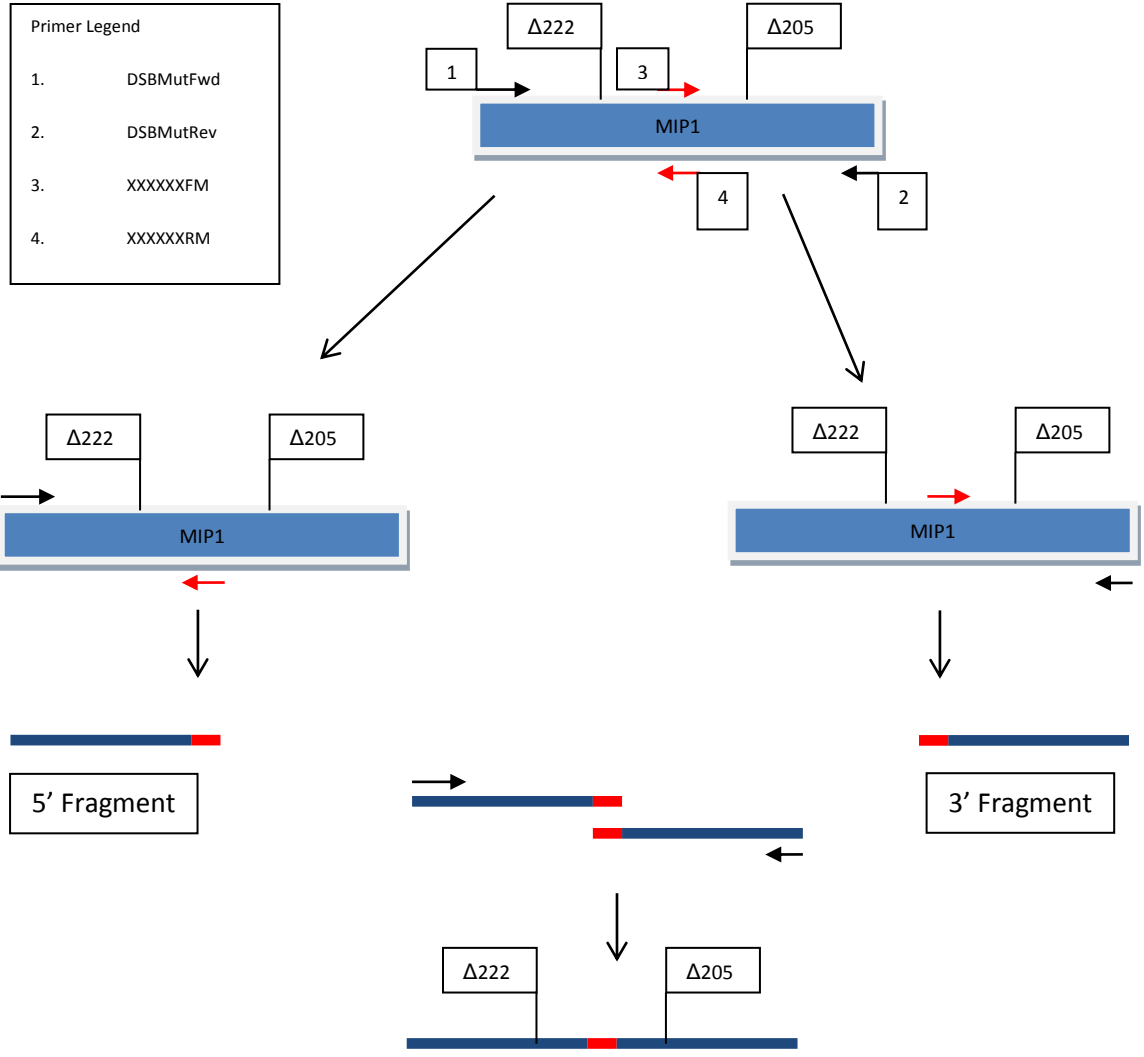 Primer Legend
1. DSBMutFwd
2. DSBMutRev
3. XXXXXXFM
4. XXXXXXRM
Δ222
Δ205
1
3
MIP1
4
2
Δ222
Δ205
MIP1
Δ222
Δ205
MIP1
5’ Fragment
3’ Fragment
Δ222
Δ205